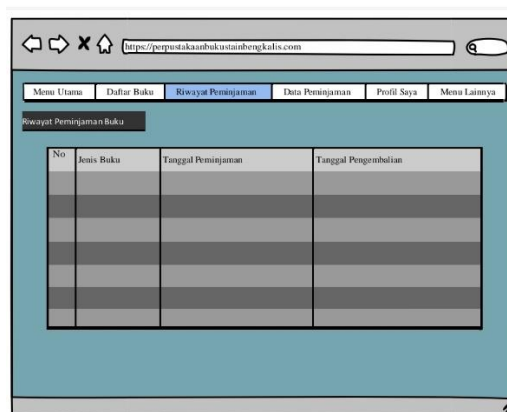 https://perpustakaanbukustainbengkalis.com
Menu Utama Daftar Buku Riwayat Peminjaman Data Peminjaman Profil Saya Menu Lainnya
Riwayat Peminjaman Buku
No Jenis Buku Tanggal Peminjaman Tanggal Pengembalian